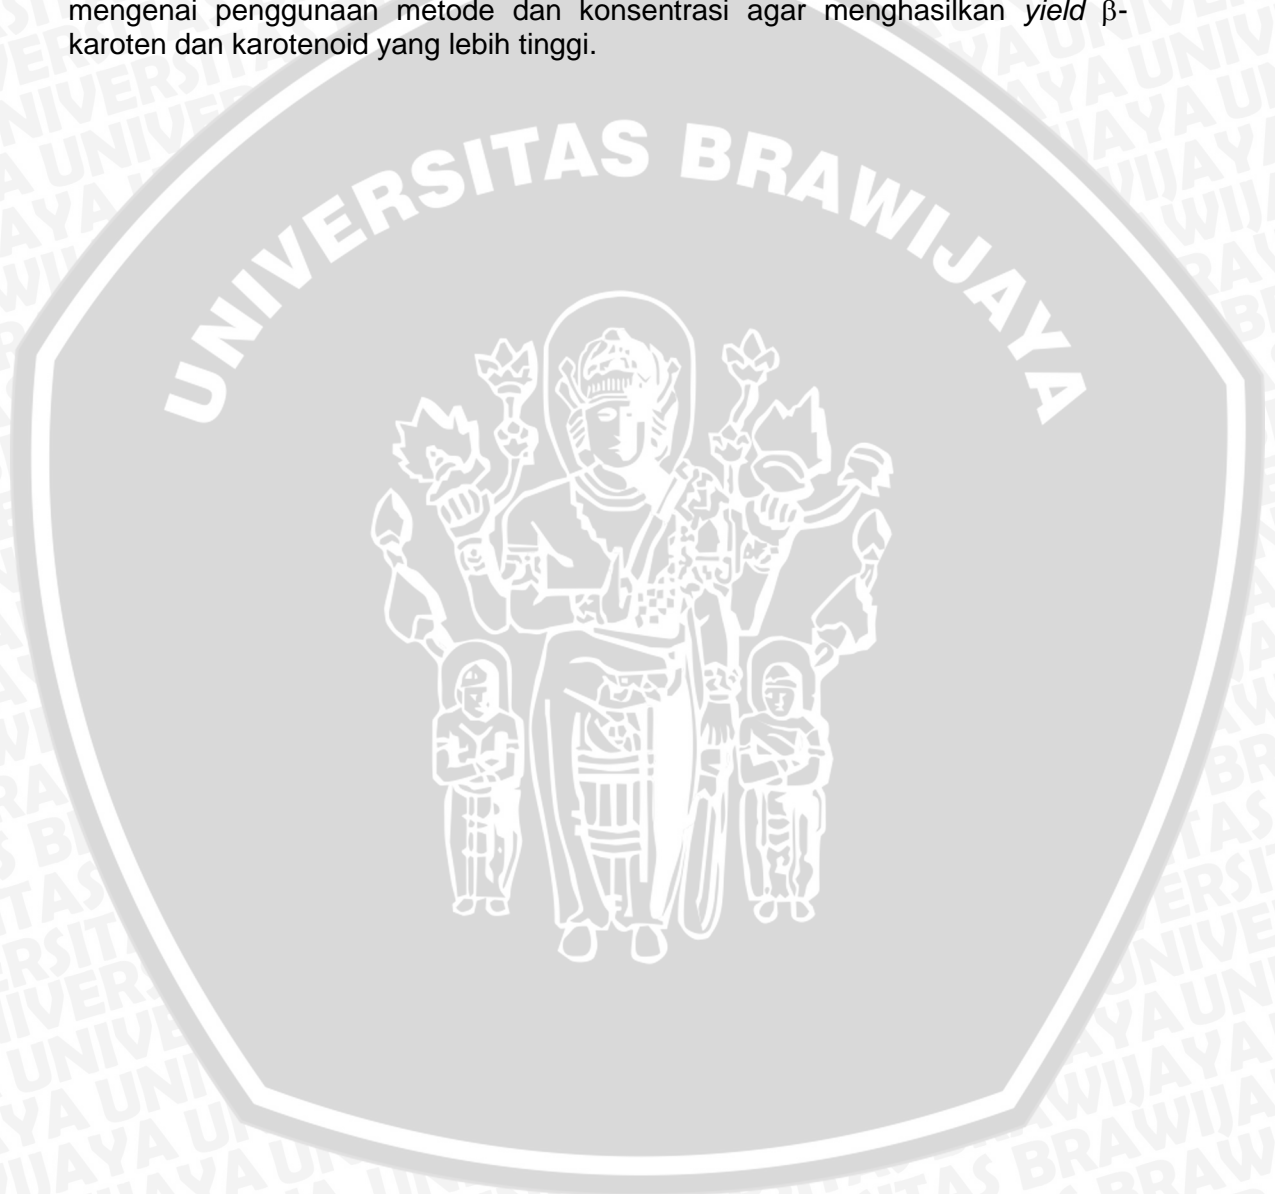 mengenai penggunaan metode dan konsentrasi agar menghasilkan yield β-
karoten dan karotenoid yang lebih tinggi.
UNIVERSITAS BRAWIJAYA